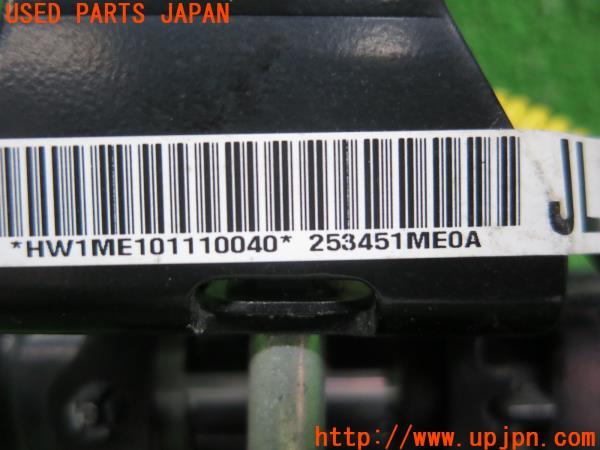 USED PARTS JAPAN
JL
*HW1ME101110040* 253451ME0A
http://www.upjpn.com/